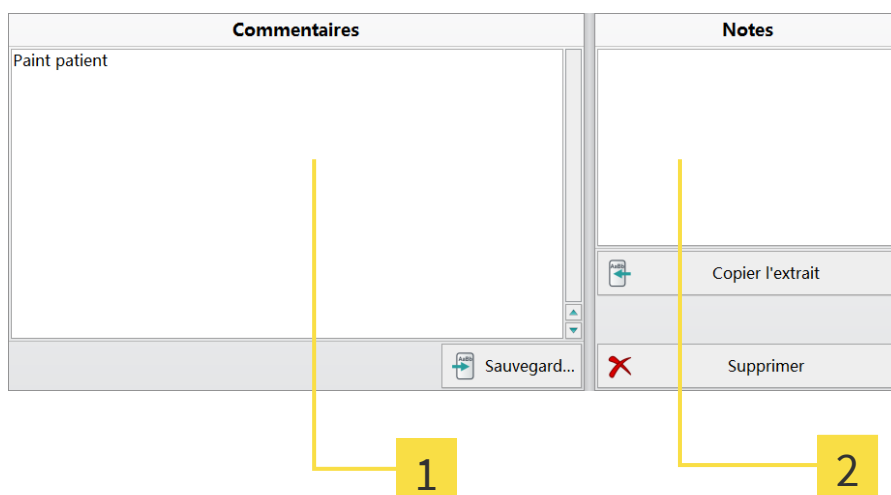 Commentaires
Notes
Paint patient
Copier l'extrait
Sauvegard...
Supprimer
1
2